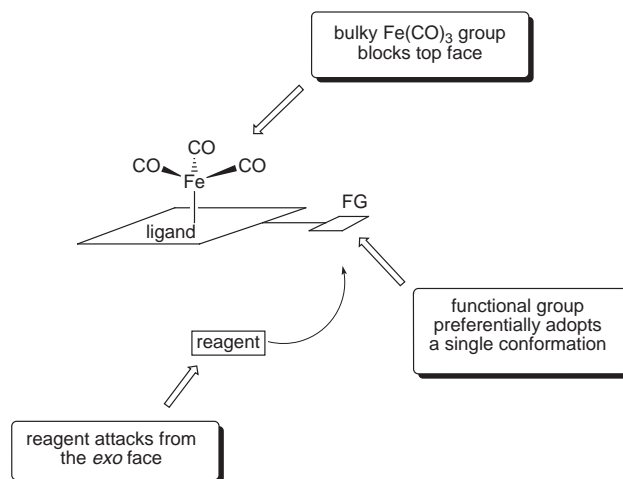 bulky Fe(CO)3 group
blocks top face
CO
CO
CO
Fe
FG
ligand
functional group
preferentially adopts
a single conformation
reagent
reagent attacks from
the exo face